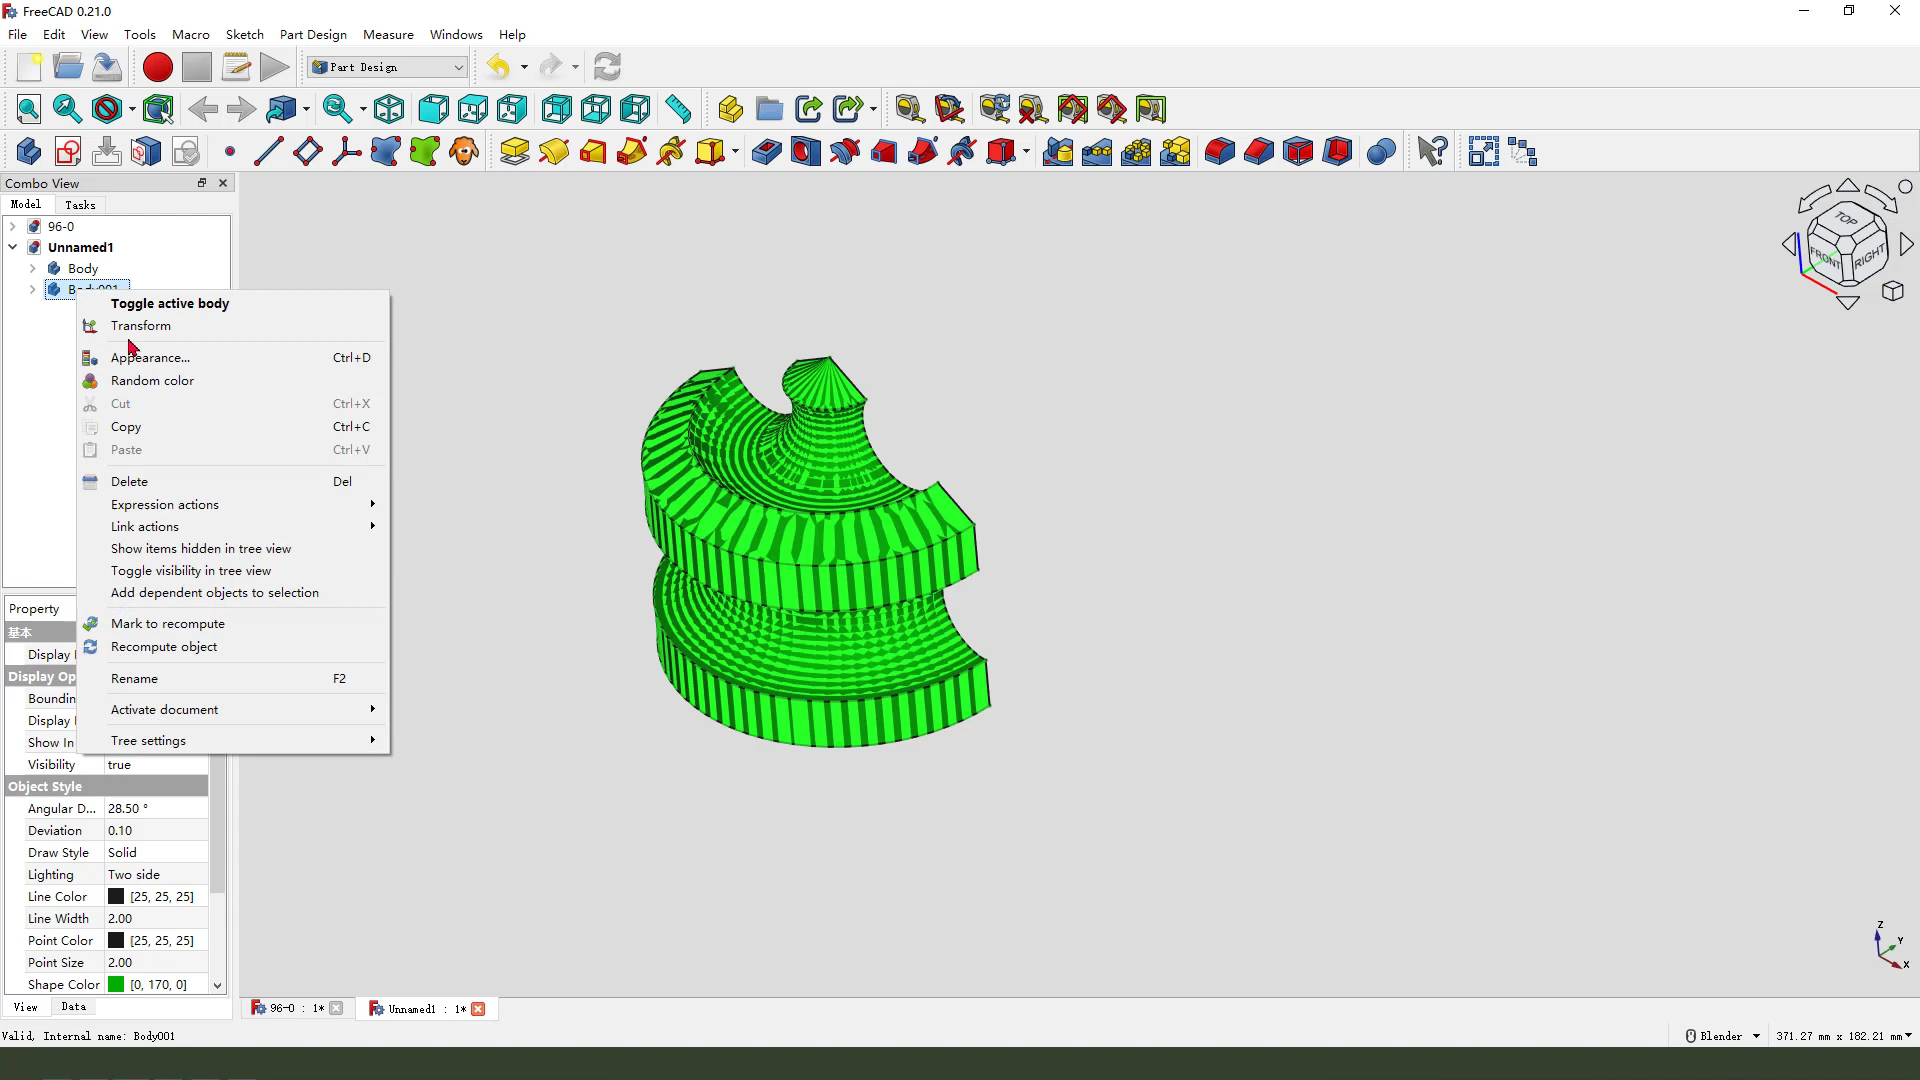 FreeCAD 0.21.0
File Edit View Tools Macro Sketch Part Design Measure Windows Help
Part Design
Combo View
Model Tasks
96-0
Unnamed1
Body
Body001
Toggle active body
Transform
Appearance... Ctrl+D
Random color
Cut Ctrl+X
Copy Ctrl+C
Paste Ctrl+V
Delete Del
Expression actions
Link actions
Show items hidden in tree view
Toggle visibility in tree view
Add dependent objects to selection
Mark to recompute
Recompute object
Rename F2
Activate document
Tree settings
Property
基本
Display
Display Op
Boundin
Display
Show In
Visibility true
Object Style
Angular D... 28.50 °
Deviation 0.10
Draw Style Solid
Lighting Two side
Line Color [25, 25, 25]
Line Width 2.00
Point Color [25, 25, 25]
Point Size 2.00
Shape Color [0, 170, 0]
View Data
96-0 : 1*
Unnamed1 : 1*
Valid, Internal name: Body001
Blender
371.27 mm x 182.21 mm
TOP
FRONT
RIGHT
Z
Y
X